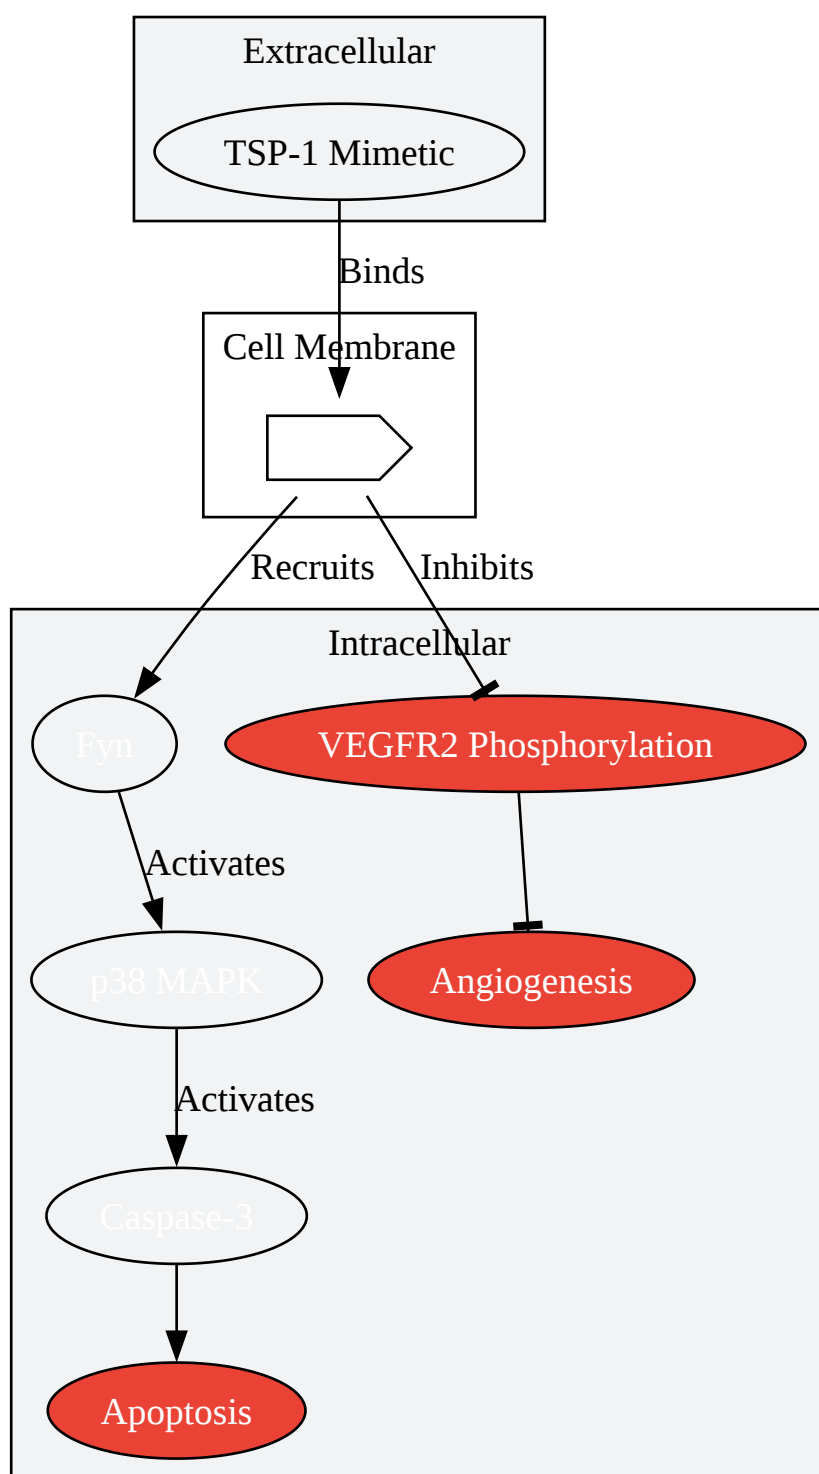 Extracellular
TSP-1 Mimetic
Binds
Cell Membrane
Recruits
Inhibits
Intracellular
Fyn
VEGFR2 Phosphorylation
Activates
p38 MAPK
Angiogenesis
Activates
Caspase-3
Apoptosis